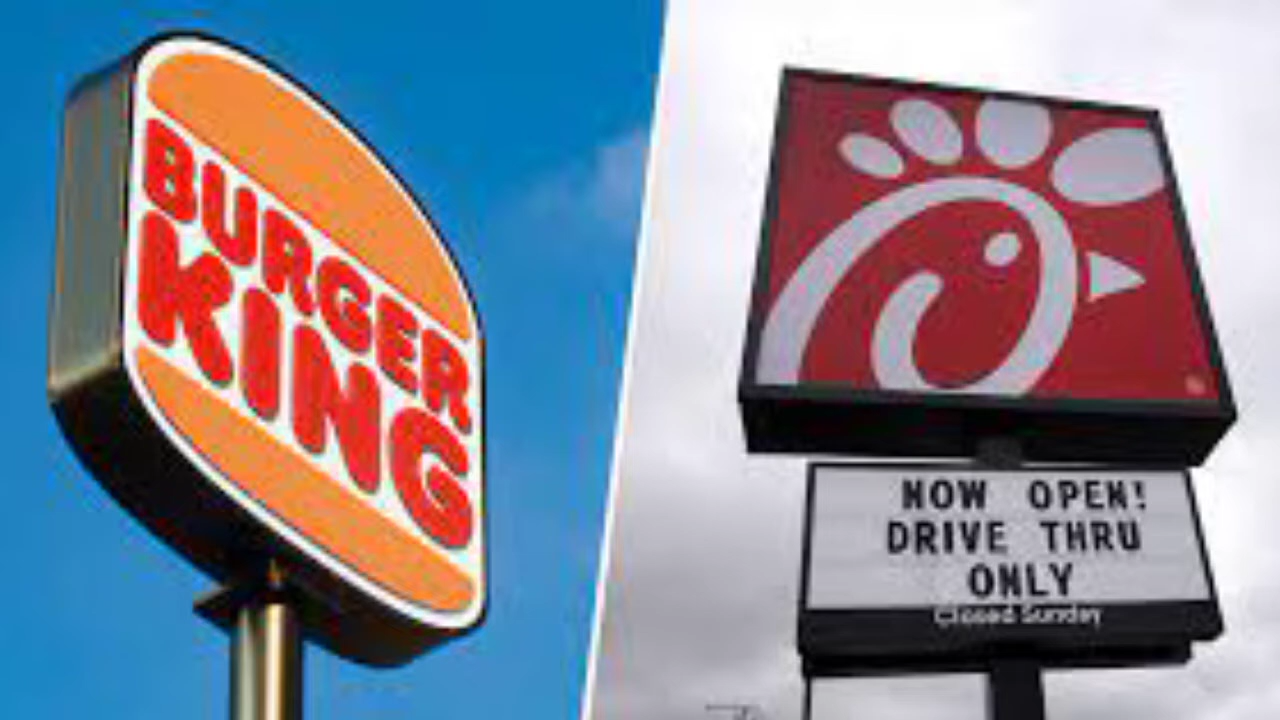 BURGER
KING
NOW OPEN!
DRIVE THRU
ONLY
Closed Sunday